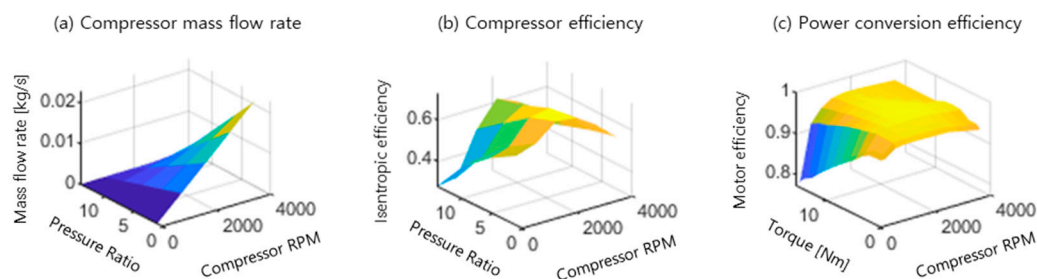 (a) Compressor mass flow rate
(b) Compressor efficiency
(c) Power conversion efficiency
Mass flow rate [kg/s]
0.02
0.01
0
10
5
0
0
2000
4000
Pressure Ratio
Compressor RPM
Isentropic efficiency
0.6
0.4
10
5
0
0
2000
4000
Pressure Ratio
Compressor RPM
Motor efficiency
1
0.9
0.8
10
0
0
2000
4000
Torque [Nm]
Compressor RPM